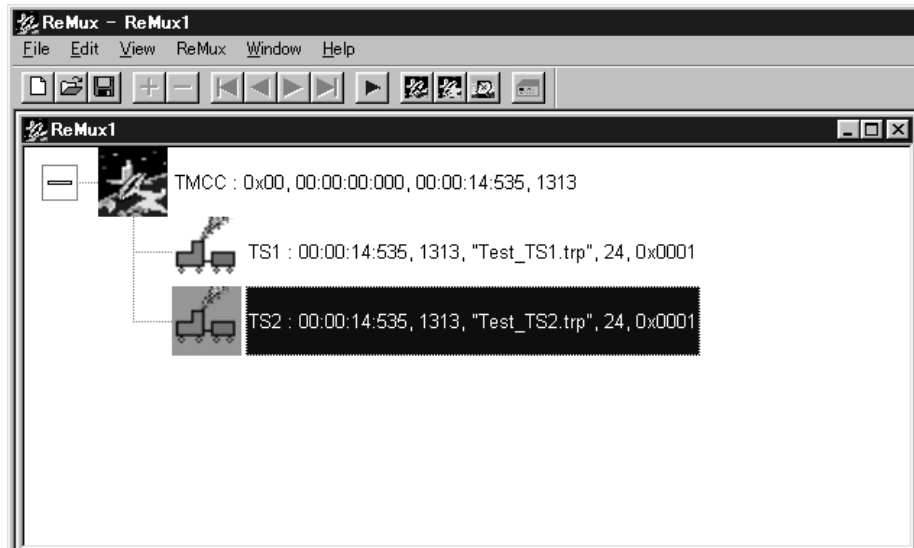 ReMux - ReMux1
File Edit View ReMux Window Help
ReMux1
TMCC : 0x00, 00:00:00:000, 00:00:14:535, 1313
TS1 : 00:00:14:535, 1313, "Test_TS1.trp", 24, 0x0001
TS2 : 00:00:14:535, 1313, "Test_TS2.trp", 24, 0x0001